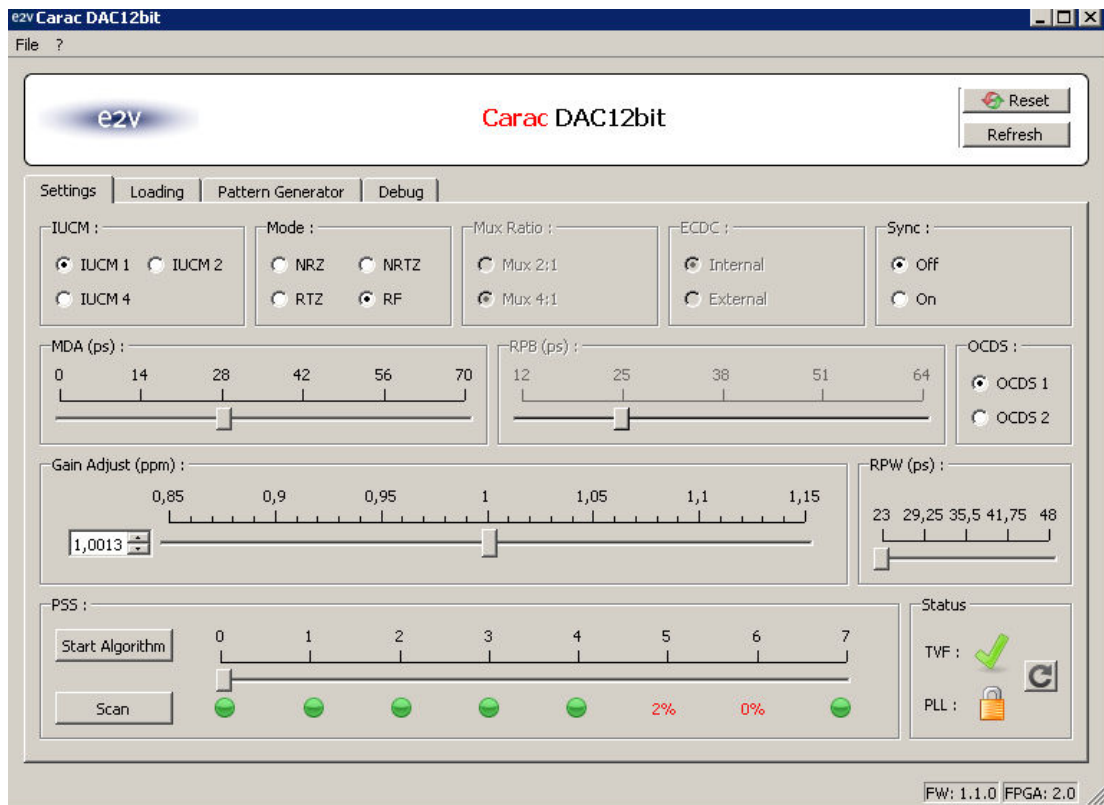 e2v Carac DAC12bit
File ?
e2v
Carac DAC12bit
Reset
Refresh
Settings Loading Pattern Generator Debug
IUCM :
IUCM 1 IUCM 2
IUCM 4
Mode :
NRZ NRTZ
RTZ RF
Mux Ratio :
Mux 2:1
Mux 4:1
ECDC :
Internal
External
Sync :
Off
On
MDA (ps) :
0 14 28 42 56 70
RPB (ps) :
12 25 38 51 64
OCDS :
OCDS 1
OCDS 2
Gain Adjust (ppm) :
0,85 0,9 0,95 1 1,05 1,1 1,15
1,0013
RPW (ps) :
23 29,25 35,5 41,75 48
PSS :
Start Algorithm
0 1 2 3 4 5 6 7
Scan
2% 0%
Status
TVF :
PLL :
FW: 1.1.0 FPGA: 2.0